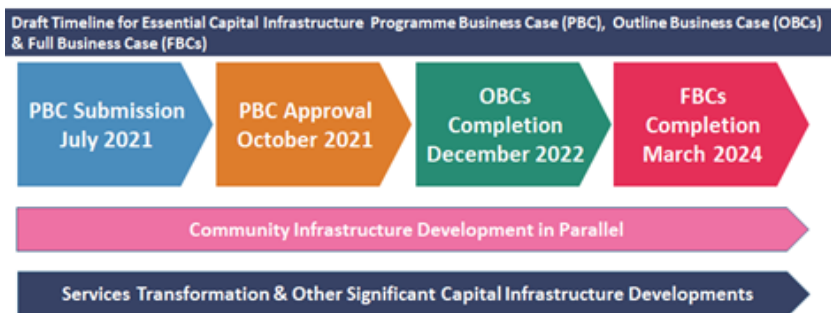 Draft Timeline for Essential Capital Infrastructure Programme Business Case (PBC), Outline Business Case (OBCs)
& Full Business Case (FBCs)
PBC Submission
July 2021
PBC Approval
October 2021
OBCs
Completion
December 2022
FBCs
Completion
March 2024
Community Infrastructure Development in Parallel
Services Transformation & Other Significant Capital Infrastructure Developments